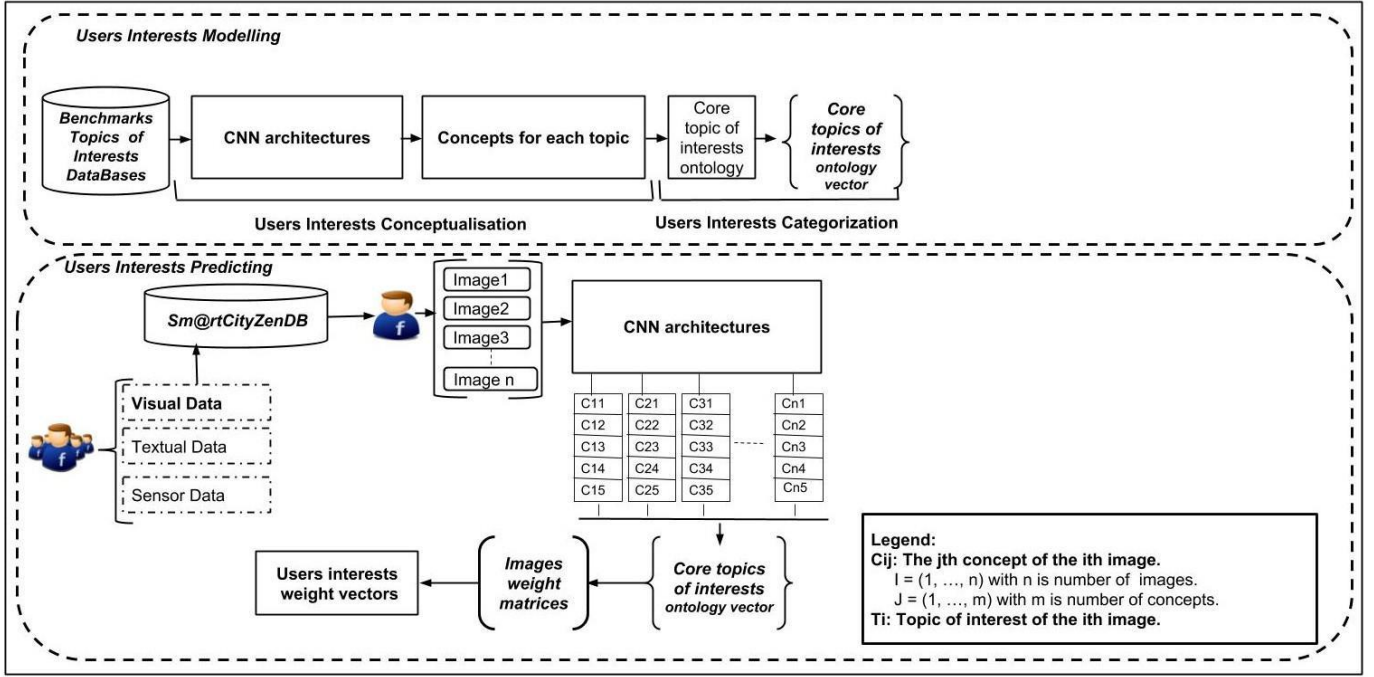 Users Interests Modelling
Benchmarks
Topics of
Interests
DataBases
CNN architectures
Concepts for each topic
Core
topic of
interests
ontology
Core
topics of
interests
ontology
vector
Users Interests Conceptualisation
Users Interests Categorization
Users Interests Predicting
Sm@rtCityZenDB
f
Image1
Image2
Image3
Image n
CNN architectures
Visual Data
Textual Data
Sensor Data
f
C11
C12
C13
C14
C15
C21
C22
C23
C24
C25
C31
C32
C33
C34
C35
Cn1
Cn2
Cn3
Cn4
Cn5
Users interests
weight vectors
Images
weight
matrices
Core topics
of interests
ontology vector
Legend:
Cij: The jth concept of the ith image.
I = (1, ..., n) with n is number of images.
J = (1, ..., m) with m is number of concepts.
Ti: Topic of interest of the ith image.